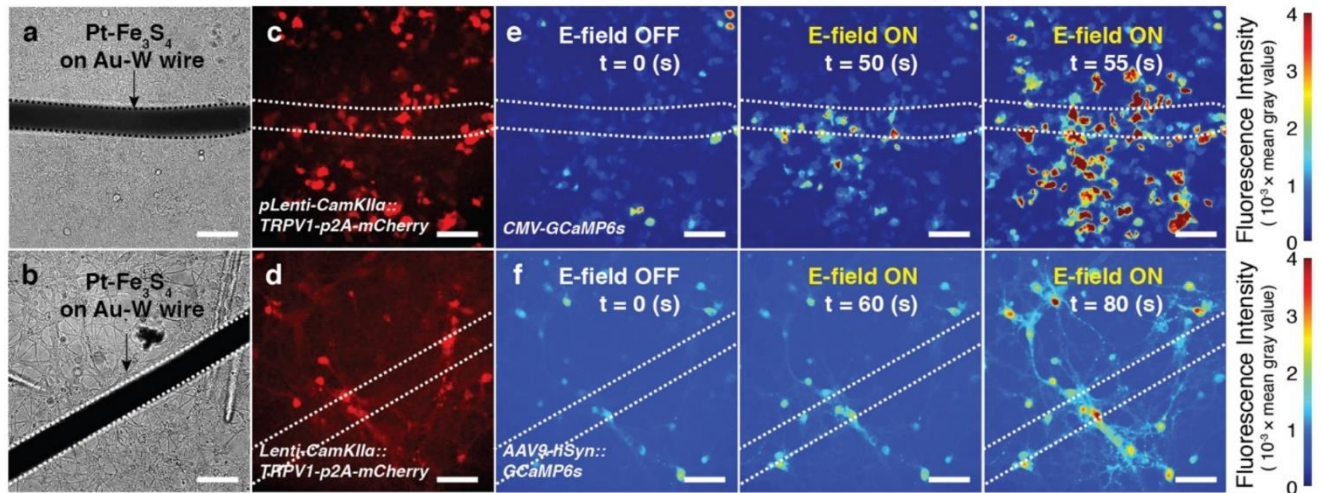 a
Pt-Fe3S4
on Au-W wire
c
pLenti-CamKIIα::
TRPV1-p2A-mCherry
e
E-field OFF
t = 0 (s)
CMV-GCaMP6s
E-field ON
t = 50 (s)
E-field ON
t = 55 (s)
4
3
2
1
0
Fluorescence Intensity
(10⁻³ × mean gray value)
b
Pt-Fe3S4
on Au-W wire
d
Lenti-CamKIIα::
TRPV1-p2A-mCherry
f
E-field OFF
t = 0 (s)
AAV9-hSyn::
GCaMP6s
E-field ON
t = 60 (s)
E-field ON
t = 80 (s)
4
3
2
1
0
Fluorescence Intensity
( 10⁻³ × mean gray value)